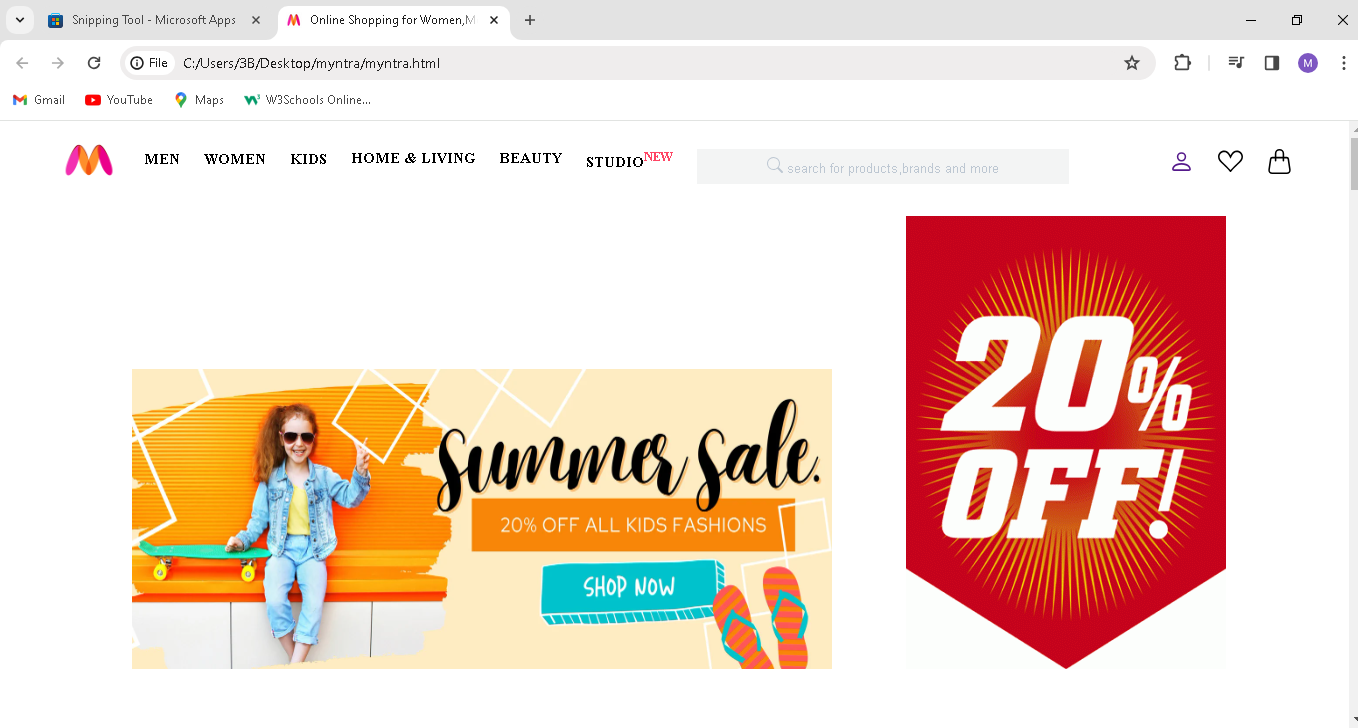 Snipping Tool - Microsoft Apps
Online Shopping for Women,M
File
C:/Users/3B/Desktop/myntra/myntra.html
M
Gmail
YouTube
Maps
W3Schools Online...
MEN
WOMEN
KIDS
HOME & LIVING
BEAUTY
STUDIONEW
search for products,brands and more
Summer Sale.
20% OFF ALL KIDS FASHIONS
SHOP NOW
20%
OFF!